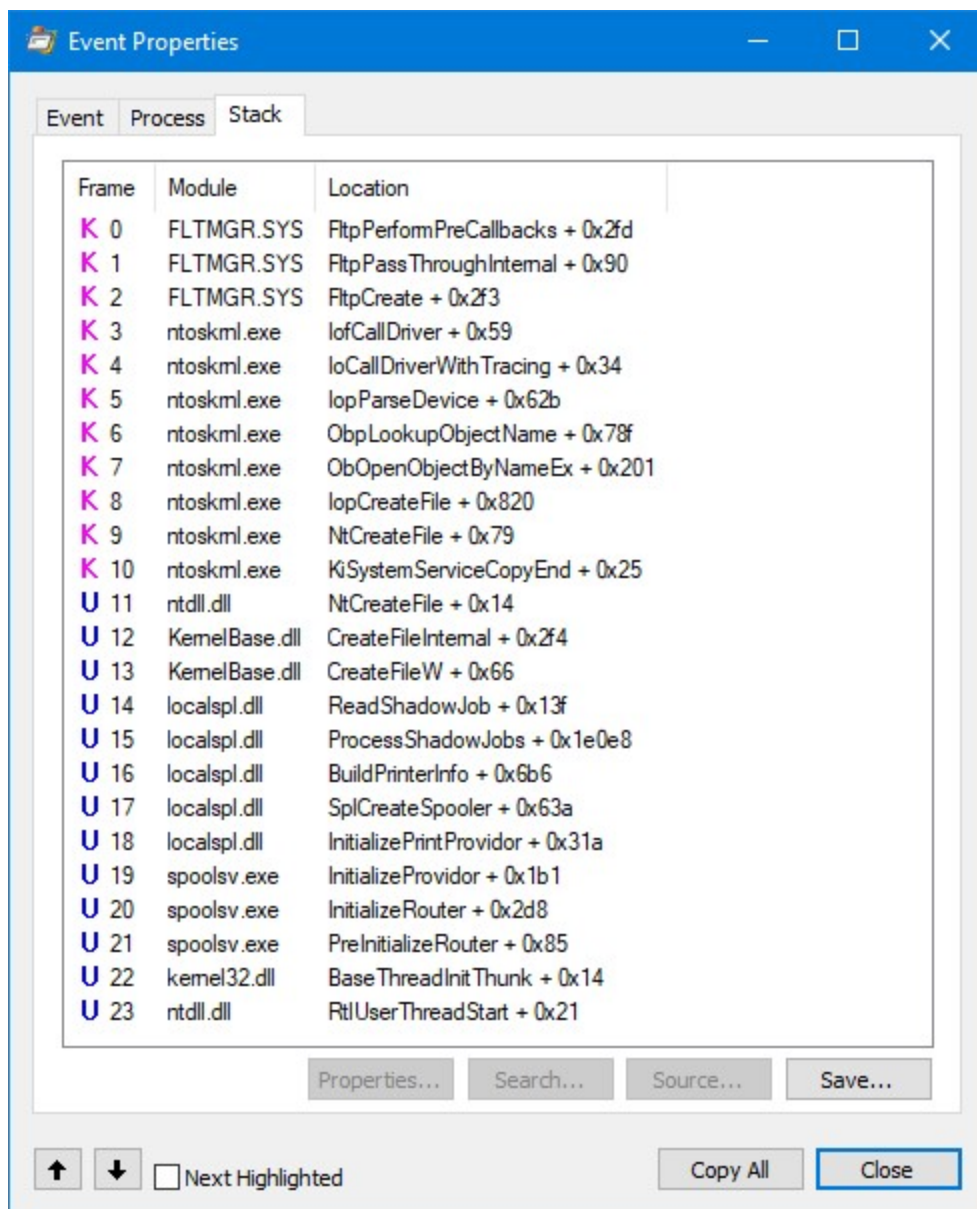 Event Properties
Event Process Stack
Frame Module Location
K 0 FLTMGR.SYS FltpPerformPreCallbacks + 0x2fd
K 1 FLTMGR.SYS FltpPassThroughInternal + 0x90
K 2 FLTMGR.SYS FltpCreate + 0x2f3
K 3 ntoskrnl.exe IofCallDriver + 0x59
K 4 ntoskrnl.exe IoCallDriverWithTracing + 0x34
K 5 ntoskrnl.exe IopParseDevice + 0x62b
K 6 ntoskrnl.exe ObpLookupObjectName + 0x78f
K 7 ntoskrnl.exe ObOpenObjectByNameEx + 0x201
K 8 ntoskrnl.exe IopCreateFile + 0x820
K 9 ntoskrnl.exe NtCreateFile + 0x79
K 10 ntoskrnl.exe KiSystemServiceCopyEnd + 0x25
U 11 ntdll.dll NtCreateFile + 0x14
U 12 KernelBase.dll CreateFileInternal + 0x2f4
U 13 KernelBase.dll CreateFileW + 0x66
U 14 localspl.dll ReadShadowJob + 0x13f
U 15 localspl.dll ProcessShadowJobs + 0x1e0e8
U 16 localspl.dll BuildPrinterInfo + 0x6b6
U 17 localspl.dll SplCreateSpooler + 0x63a
U 18 localspl.dll InitializePrintProvidor + 0x31a
U 19 spoolsv.exe InitializeProvidor + 0x1b1
U 20 spoolsv.exe InitializeRouter + 0x2d8
U 21 spoolsv.exe PreInitializeRouter + 0x85
U 22 kernel32.dll BaseThreadInitThunk + 0x14
U 23 ntdll.dll RtlUserThreadStart + 0x21
Properties... Search... Source... Save...
Next Highlighted Copy All Close